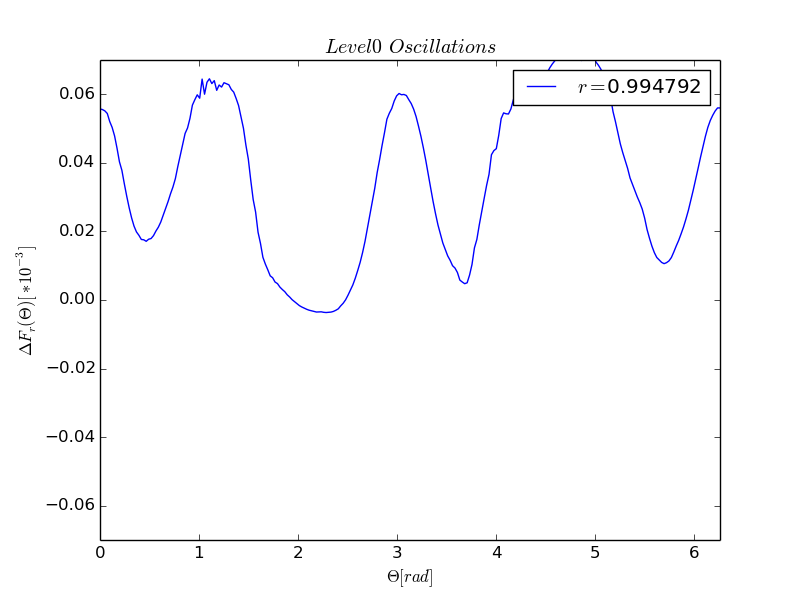 Level0 Oscillations
r=0.994792
0.06
0.04
0.02
0.00
−0.02
−0.04
−0.06
ΔF_r(Θ)[∗10^{−3}]
0 1 2 3 4 5 6
Θ[rad]